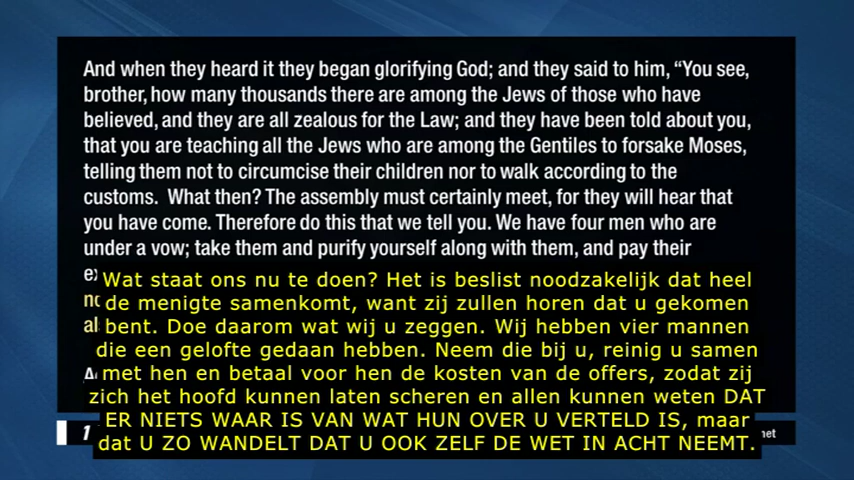 And when they heard it they began glorifying God; and they said to him, “You see,
brother, how many thousands there are among the Jews of those who have
believed, and they are all zealous for the Law; and they have been told about you,
that you are teaching all the Jews who are among the Gentiles to forsake Moses,
telling them not to circumcise their children nor to walk according to the
customs. What then? The assembly must certainly meet, for they will hear that
you have come. Therefore do this that we tell you. We have four men who are
under a vow; take them and purify yourself along with them, and pay their
Wat staat ons nu te doen? Het is beslist noodzakelijk dat heel
de menigte samenkomt, want zij zullen horen dat u gekomen
bent. Doe daarom wat wij u zeggen. Wij hebben vier mannen
die een gelofte gedaan hebben. Neem die bij u, reinig u samen
met hen en betaal voor hen de kosten van de offers, zodat zij
zich het hoofd kunnen laten scheren en allen kunnen weten DAT
ER NIETS WAAR IS VAN WAT HUN OVER U VERTELD IS, maar
dat U ZO WANDELT DAT U OOK ZELF DE WET IN ACHT NEEMT.